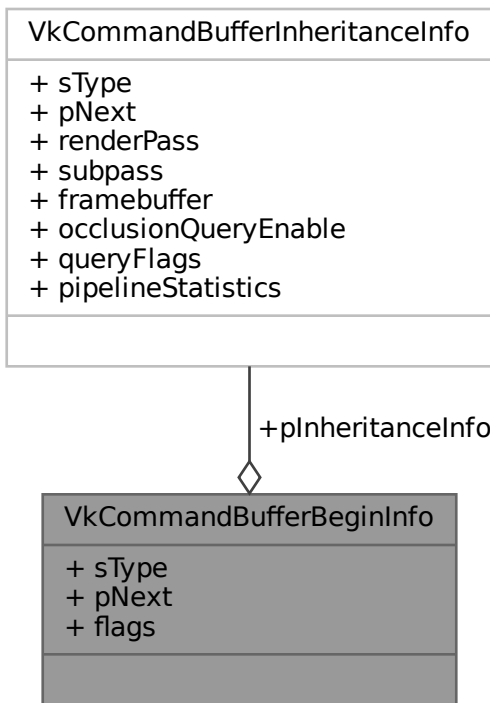 VkCommandBufferInheritanceInfo
+ sType
+ pNext
+ renderPass
+ subpass
+ framebuffer
+ occlusionQueryEnable
+ queryFlags
+ pipelineStatistics
+pInheritanceInfo
VkCommandBufferBeginInfo
+ sType
+ pNext
+ flags